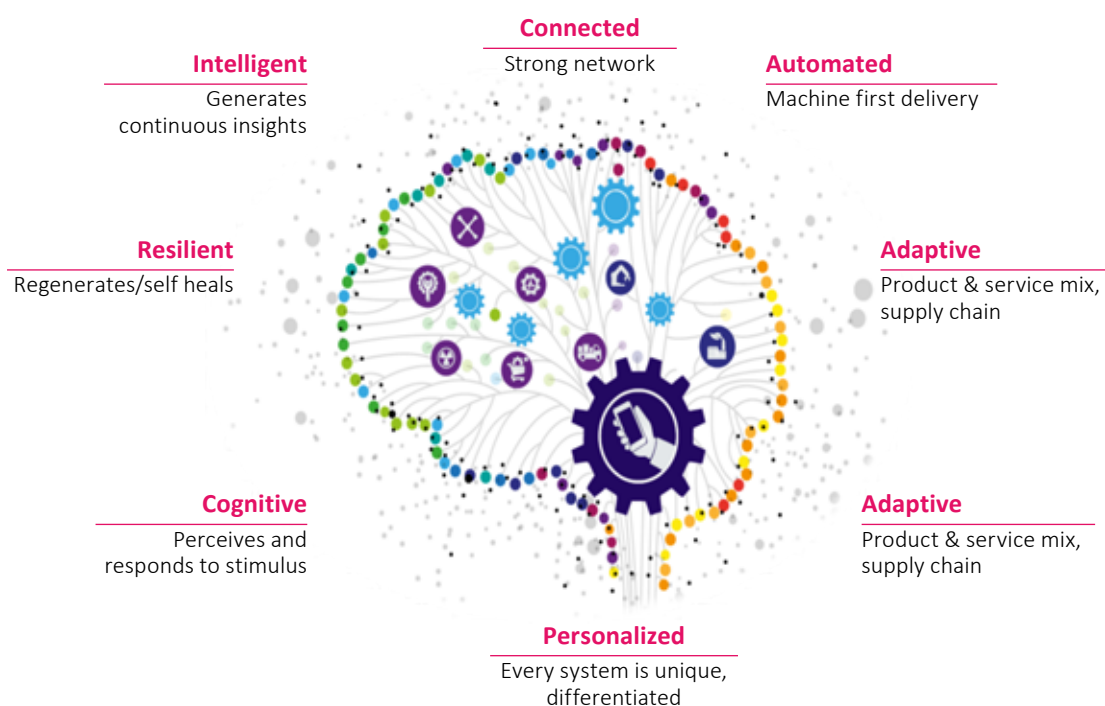 Connected
Strong network
Intelligent
Generates
continuous insights
Automated
Machine first delivery
Resilient
Regenerates/self heals
Adaptive
Product & service mix,
supply chain
Cognitive
Perceives and
responds to stimulus
Adaptive
Product & service mix,
supply chain
Personalized
Every system is unique,
differentiated